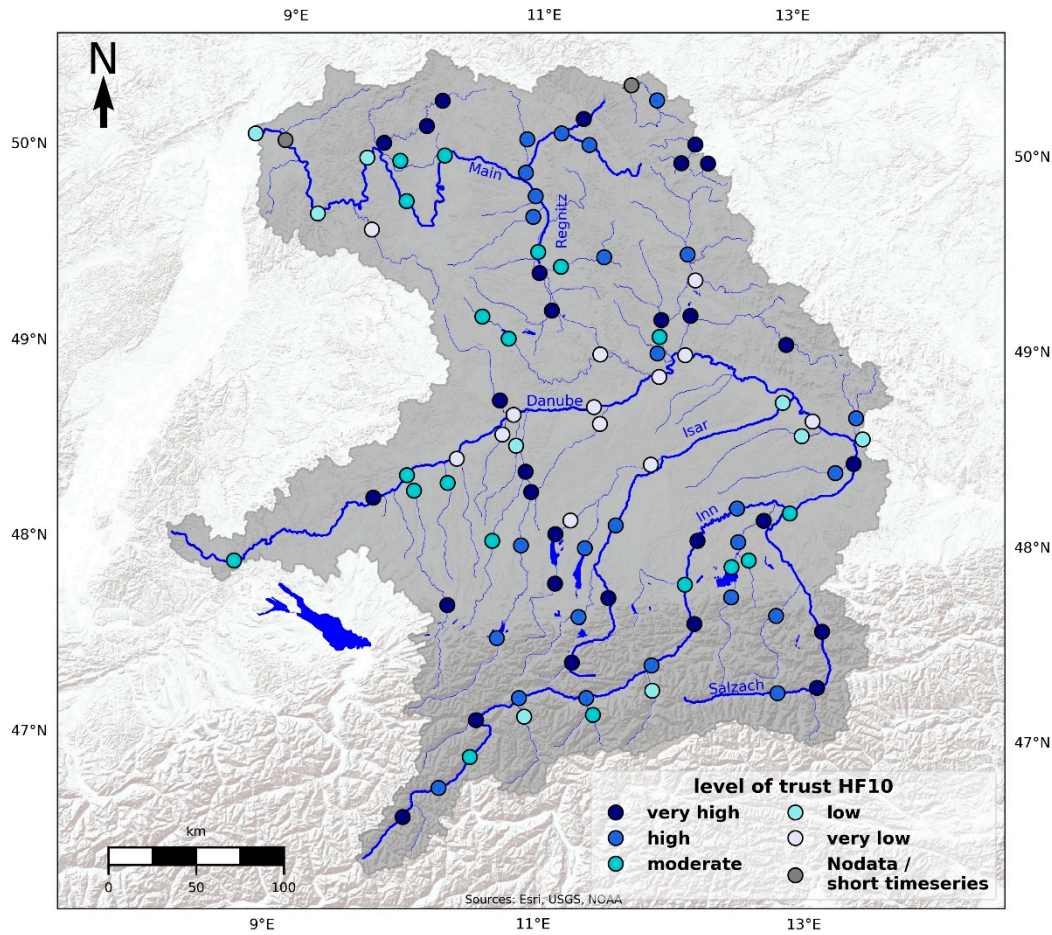 9°E 11°E 13°E
N
50°N 50°N
Main
Regnitz
49°N 49°N
Danube
Isar
Inn
48°N 48°N
Salzach
47°N 47°N
level of trust HF10
very high low
high very low
moderate Nodata /
short timeseries
km
0 50 100
Sources: Esri, USGS, NOAA
9°E 11°E 13°E